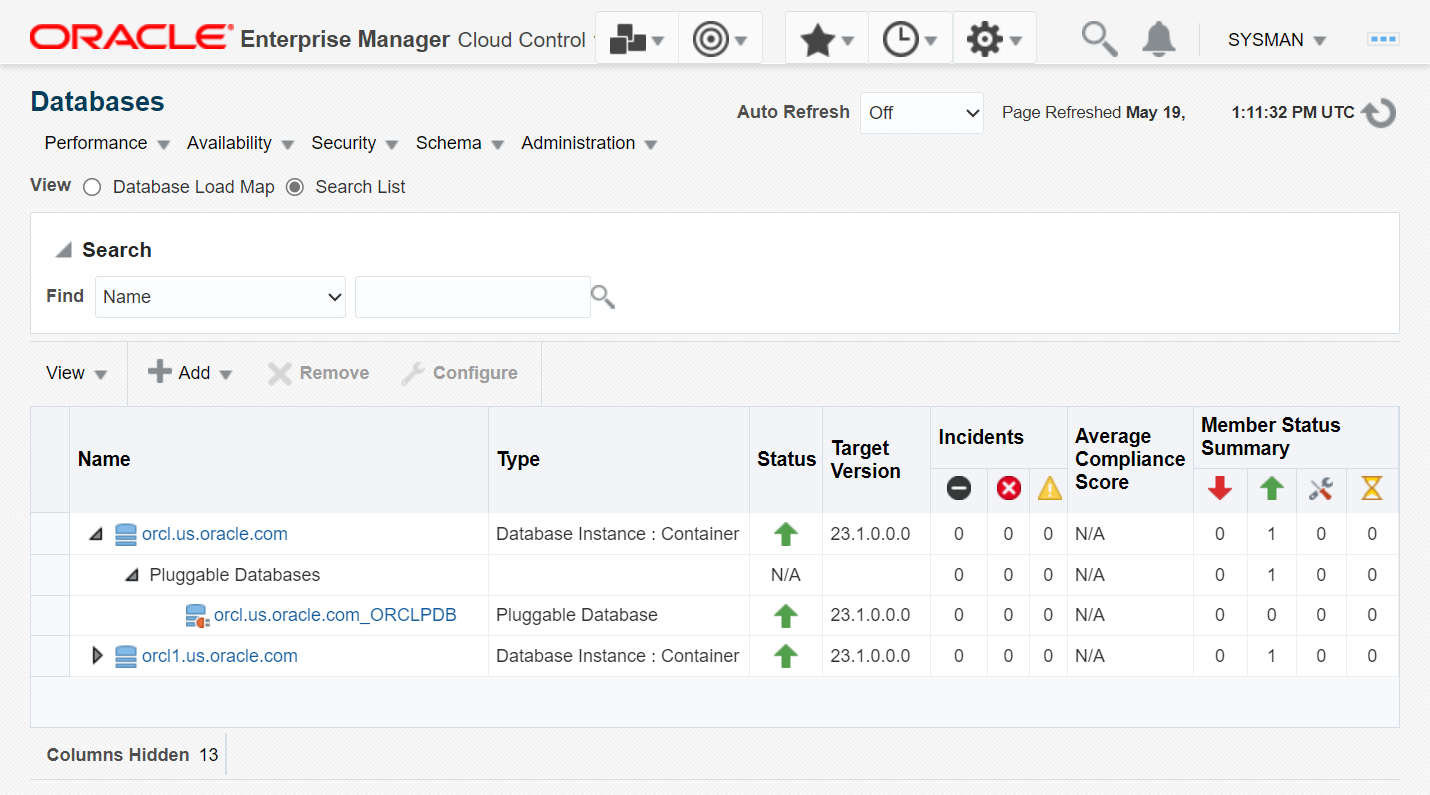 ORACLE® Enterprise Manager Cloud Control SYSMAN
Databases
Auto Refresh Off Page Refreshed May 19, 1:11:32 PM UTC
Performance Availability Security Schema Administration
View Database Load Map Search List
Search
Find Name
View Add Remove Configure
Name Type Status Target Version Incidents Average Compliance Score Member Status Summary
orcl.us.oracle.com Database Instance : Container 23.1.0.0.0 0 0 0 N/A 0 1 0 0
Pluggable Databases N/A 0 0 0 N/A 0 1 0 0
orcl.us.oracle.com_ORCLPDB Pluggable Database 23.1.0.0.0 0 0 0 N/A 0 0 0 0
orcl1.us.oracle.com Database Instance : Container 23.1.0.0.0 0 0 0 N/A 0 1 0 0
Columns Hidden 13